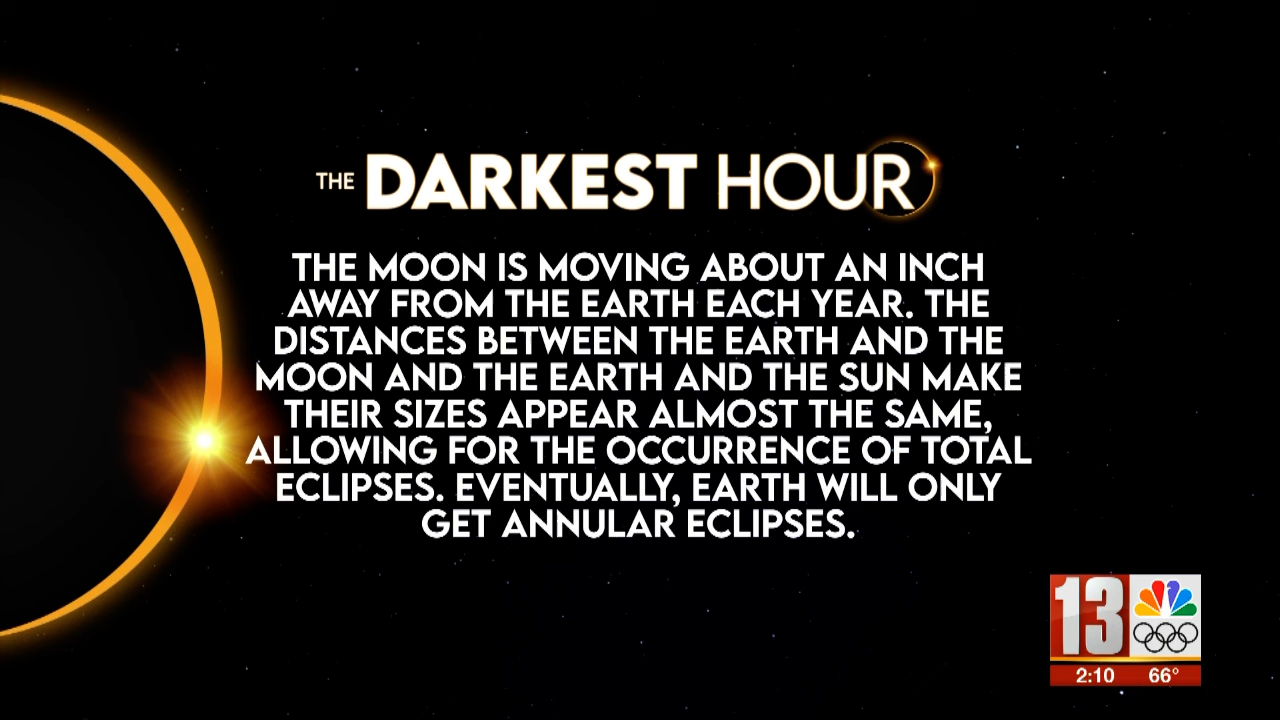 THE DARKEST HOUR
THE MOON IS MOVING ABOUT AN INCH
AWAY FROM THE EARTH EACH YEAR. THE
DISTANCES BETWEEN THE EARTH AND THE
MOON AND THE EARTH AND THE SUN MAKE
THEIR SIZES APPEAR ALMOST THE SAME,
ALLOWING FOR THE OCCURRENCE OF TOTAL
ECLIPSES. EVENTUALLY, EARTH WILL ONLY
GET ANNULAR ECLIPSES.
13
2:10 66°